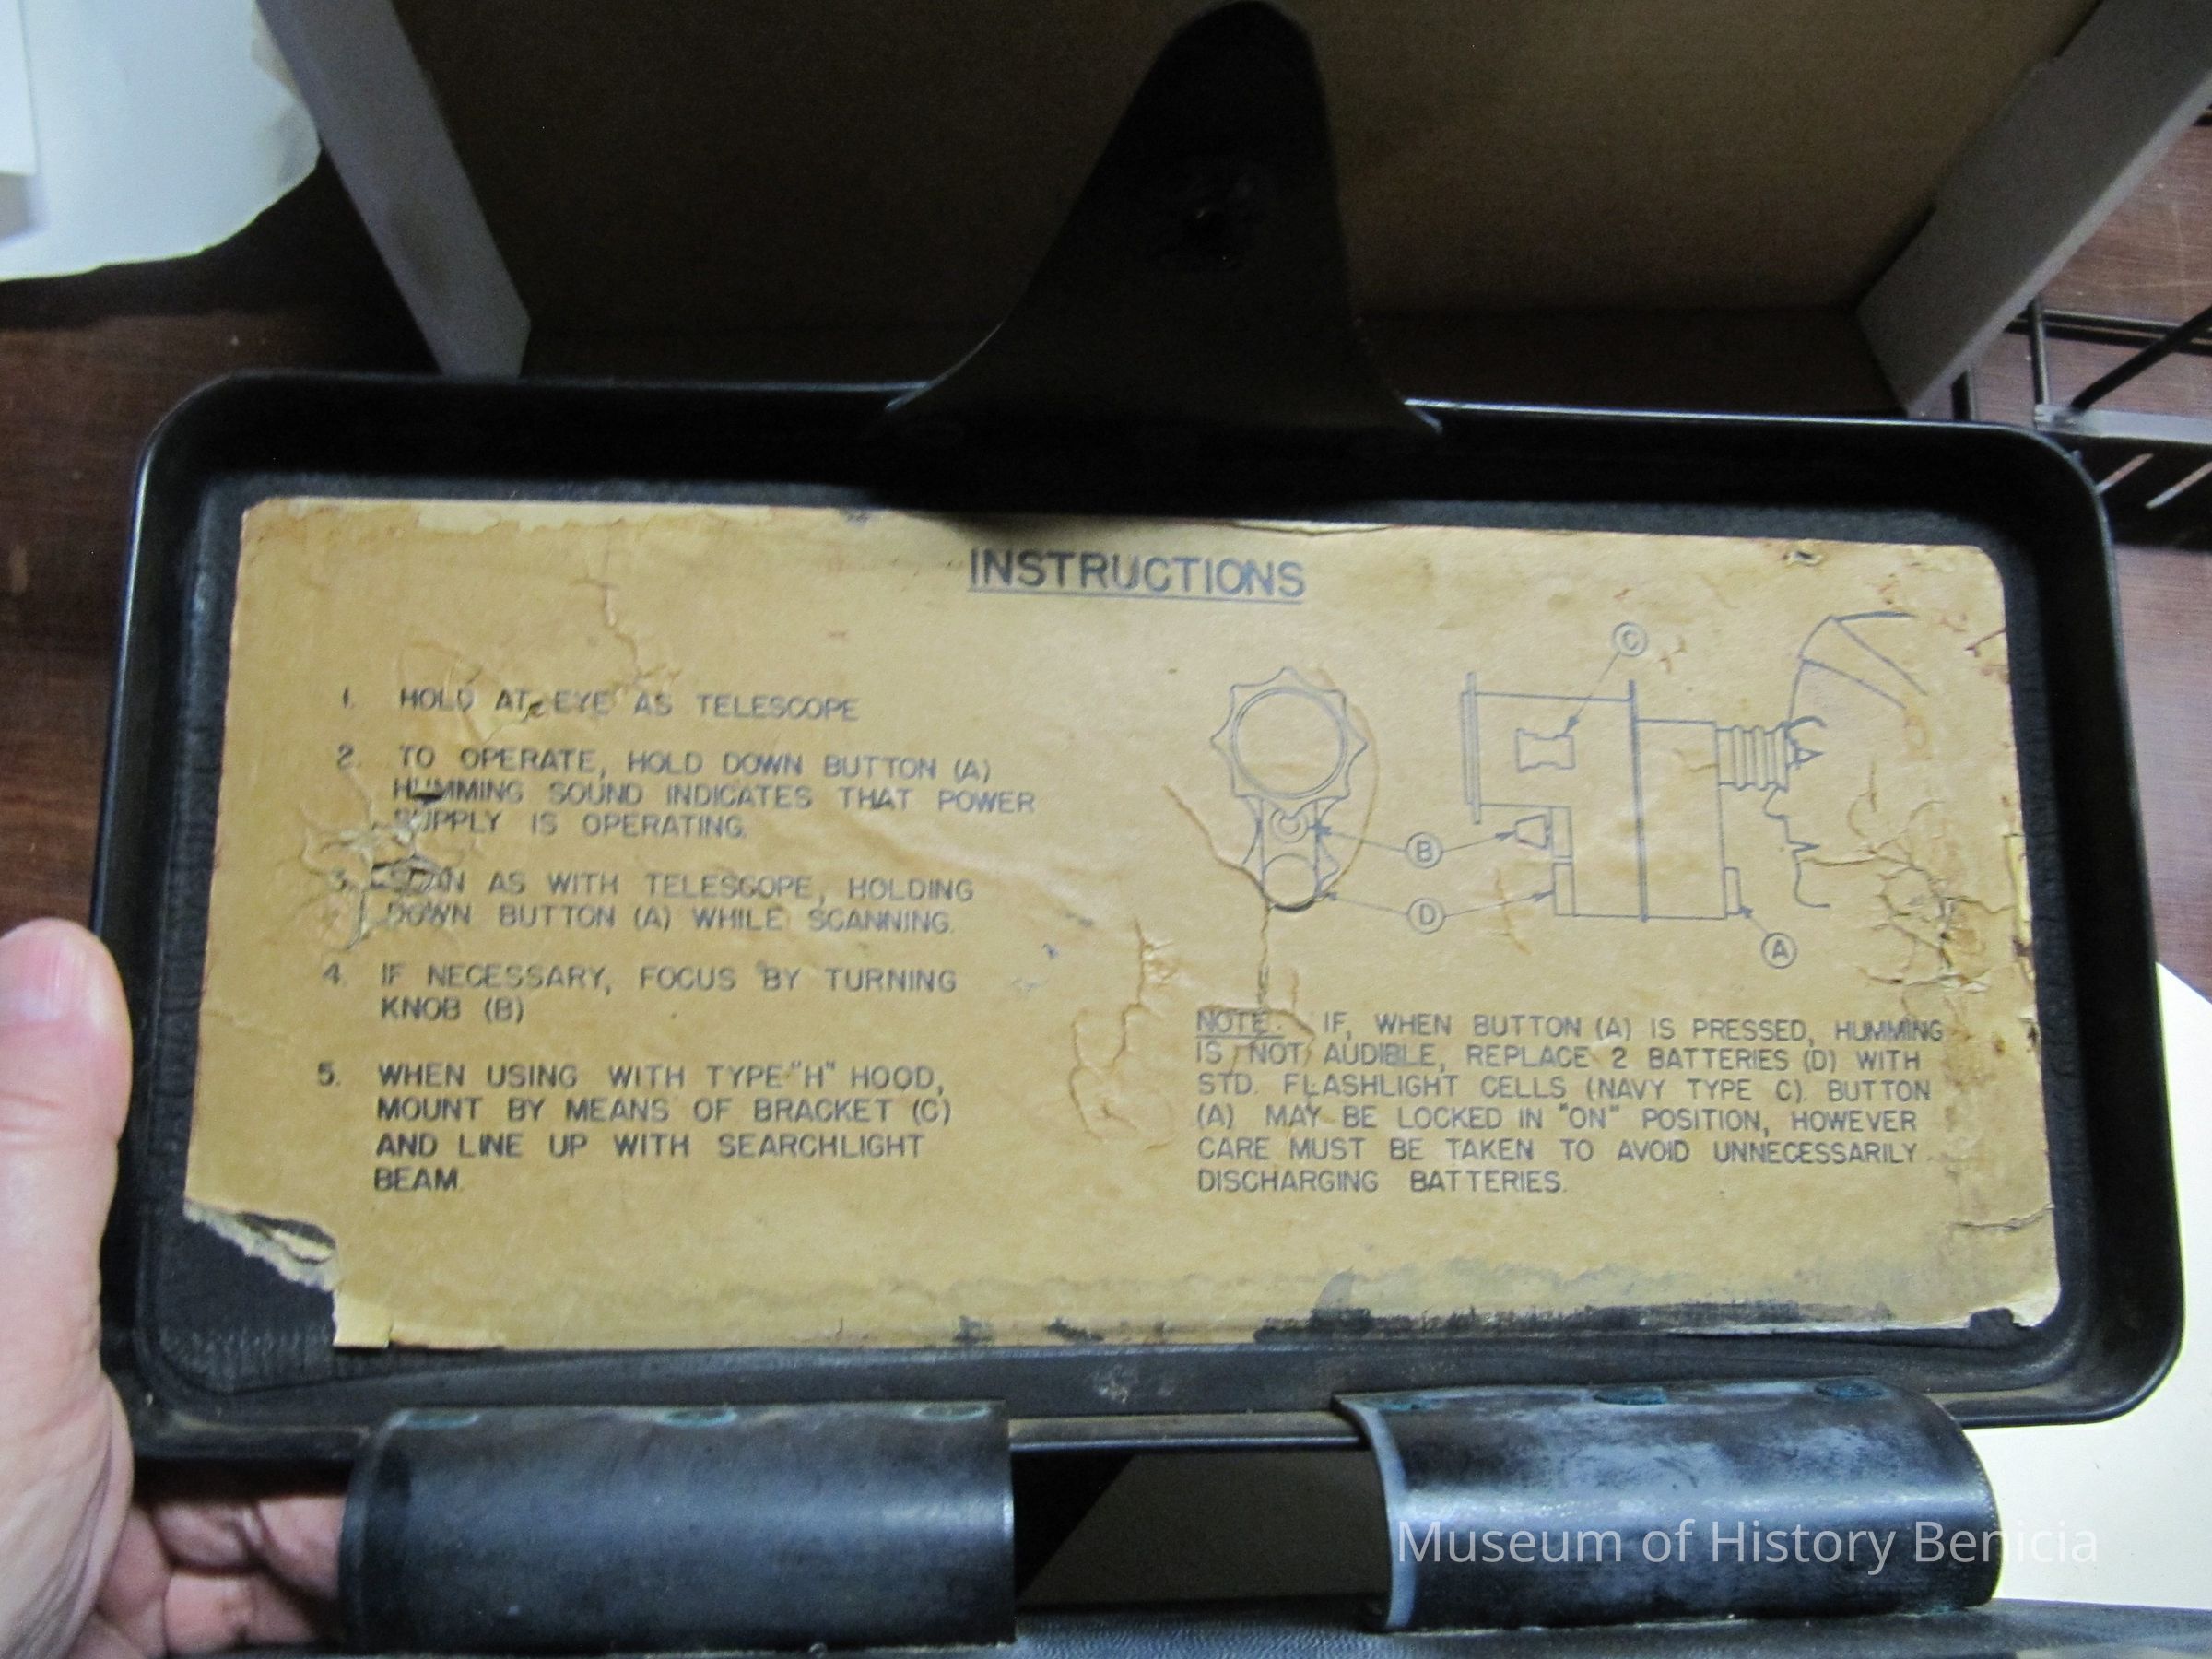 INSTRUCTIONS
1. HOLD AT EYE AS TELESCOPE
2. TO OPERATE, HOLD DOWN BUTTON (A)
HUMMING SOUND INDICATES THAT POWER
SUPPLY IS OPERATING.
3. SCAN AS WITH TELESCOPE, HOLDING
DOWN BUTTON (A) WHILE SCANNING.
4. IF NECESSARY, FOCUS BY TURNING
KNOB (B)
5. WHEN USING WITH TYPE "H" HOOD,
MOUNT BY MEANS OF BRACKET (C)
AND LINE UP WITH SEARCHLIGHT
BEAM.
C
B
D
A
NOTE: IF, WHEN BUTTON (A) IS PRESSED, HUMMING
IS NOT AUDIBLE, REPLACE 2 BATTERIES (D) WITH
STD. FLASHLIGHT CELLS (NAVY TYPE C). BUTTON
(A) MAY BE LOCKED IN "ON" POSITION, HOWEVER
CARE MUST BE TAKEN TO AVOID UNNECESSARILY
DISCHARGING BATTERIES.
Museum of History Benicia